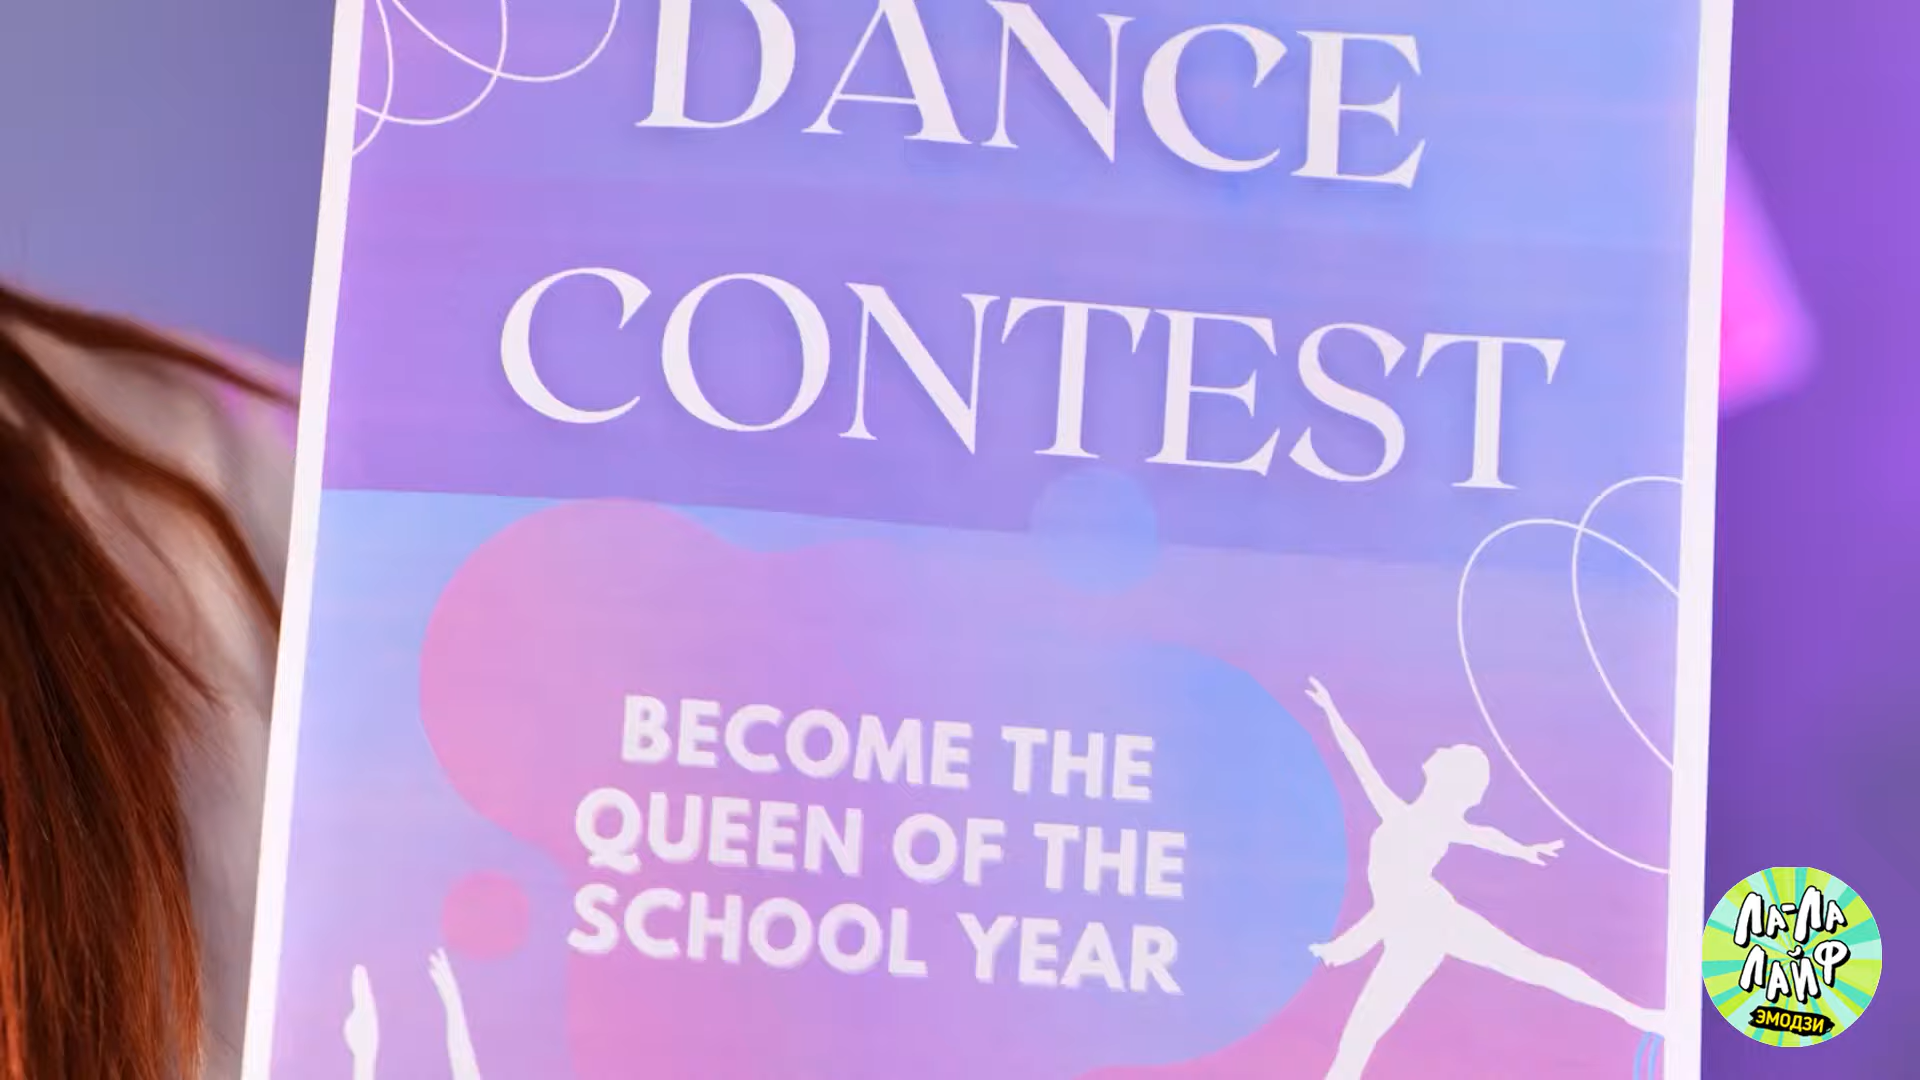 DANCE
CONTEST
BECOME THE
QUEEN OF THE
SCHOOL YEAR
ЛА-ЛА
ЛАЙФ
ЭМОДЗИ